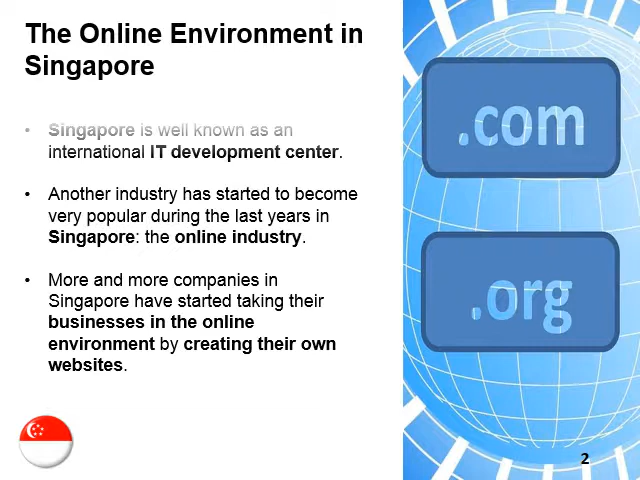 The Online Environment in
Singapore
• Singapore is well known as an
international IT development center.
• Another industry has started to become
very popular during the last years in
Singapore: the online industry.
• More and more companies in
Singapore have started taking their
businesses in the online
environment by creating their own
websites.
.com
.org
2